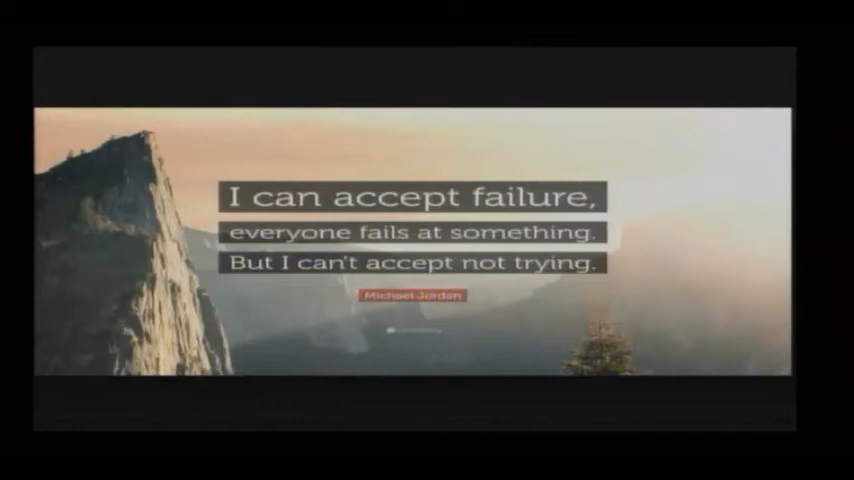 I can accept failure,
everyone fails at something.
But I can't accept not trying.
Michael Jordan